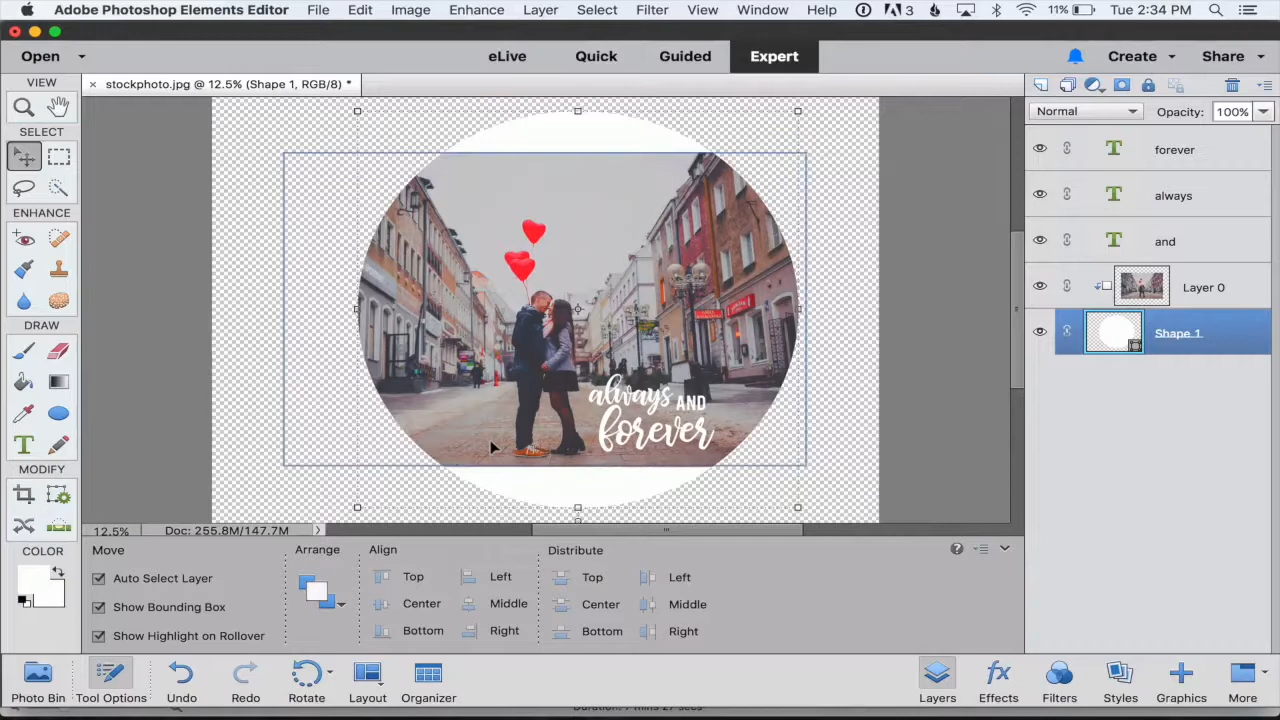 Adobe Photoshop Elements Editor File Edit Image Enhance Layer Select Filter View Window Help 3 11% Tue 2:34 PM
Open eLive Quick Guided Expert Create Share
VIEW × stockphoto.jpg @ 12.5% (Shape 1, RGB/8) *
Normal Opacity: 100%
SELECT
forever
always
ENHANCE
and
Layer 0
DRAW
Shape 1
always AND
forever
MODIFY
12.5% Doc: 255.8M/147.7M
COLOR Move Arrange Align Distribute
Auto Select Layer Top Left Top Left
Show Bounding Box Center Middle Center Middle
Show Highlight on Rollover Bottom Right Bottom Right
Photo Bin Tool Options Undo Redo Rotate Layout Organizer Layers Effects Filters Styles Graphics More